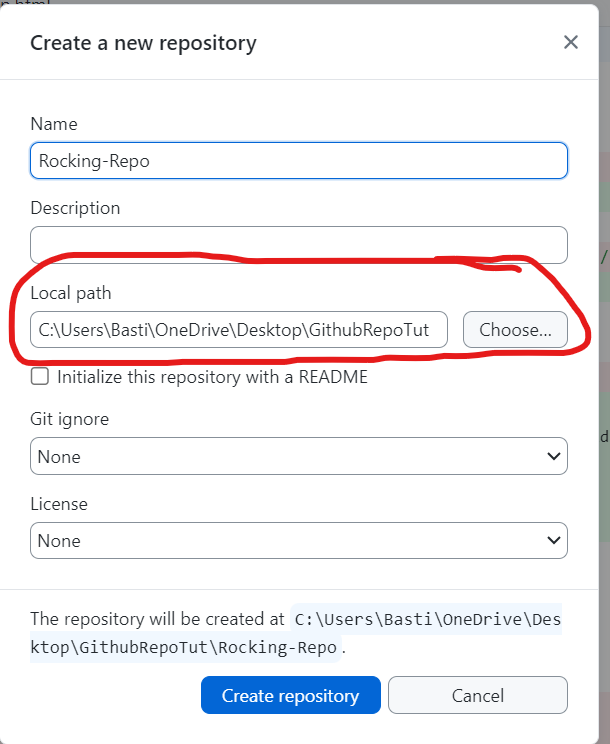 Create a new repository
Name
Rocking-Repo
Description
Local path
C:\Users\Basti\OneDrive\Desktop\GithubRepoTut
Choose...
Initialize this repository with a README
Git ignore
None
License
None
The repository will be created at C:\Users\Basti\OneDrive\Des
ktop\GithubRepoTut\Rocking-Repo.
Create repository
Cancel